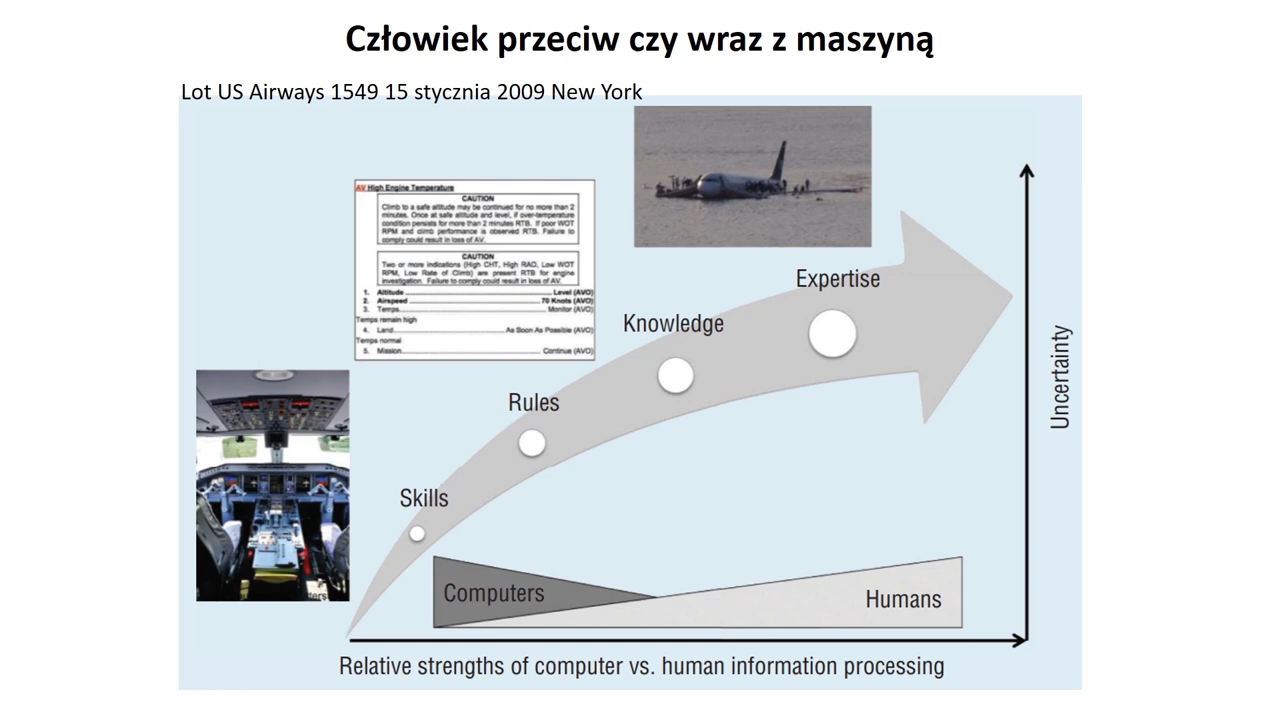 Człowiek przeciw czy wraz z maszyną
Lot US Airways 1549 15 stycznia 2009 New York
AV High Engine Temperature
CAUTION
Climb to a safe altitude may be continued for no more than 2
minutes. Once at safe altitude and level, if over-temperature
condition persists for more than 2 minutes RTB. If poor WOT
RPM and climb performance is observed RTB. Failure to
comply could result in loss of AV.
CAUTION
Two or more indications (High CHT, High RAD, Low WOT
RPM, Low Rate of Climb) are present RTB for engine
investigation. Failure to comply could result in loss of AV.
1. Altitude Level (AVO)
2. Airspeed 70 Knots (AVO)
3. Temps Monitor (AVO)
Temps remain high
4. Land As Soon As Possible (AVO)
Temps normal
5. Mission Continue (AVO)
Expertise
Knowledge
Rules
Skills
Uncertainty
Computers
Humans
Relative strengths of computer vs. human information processing